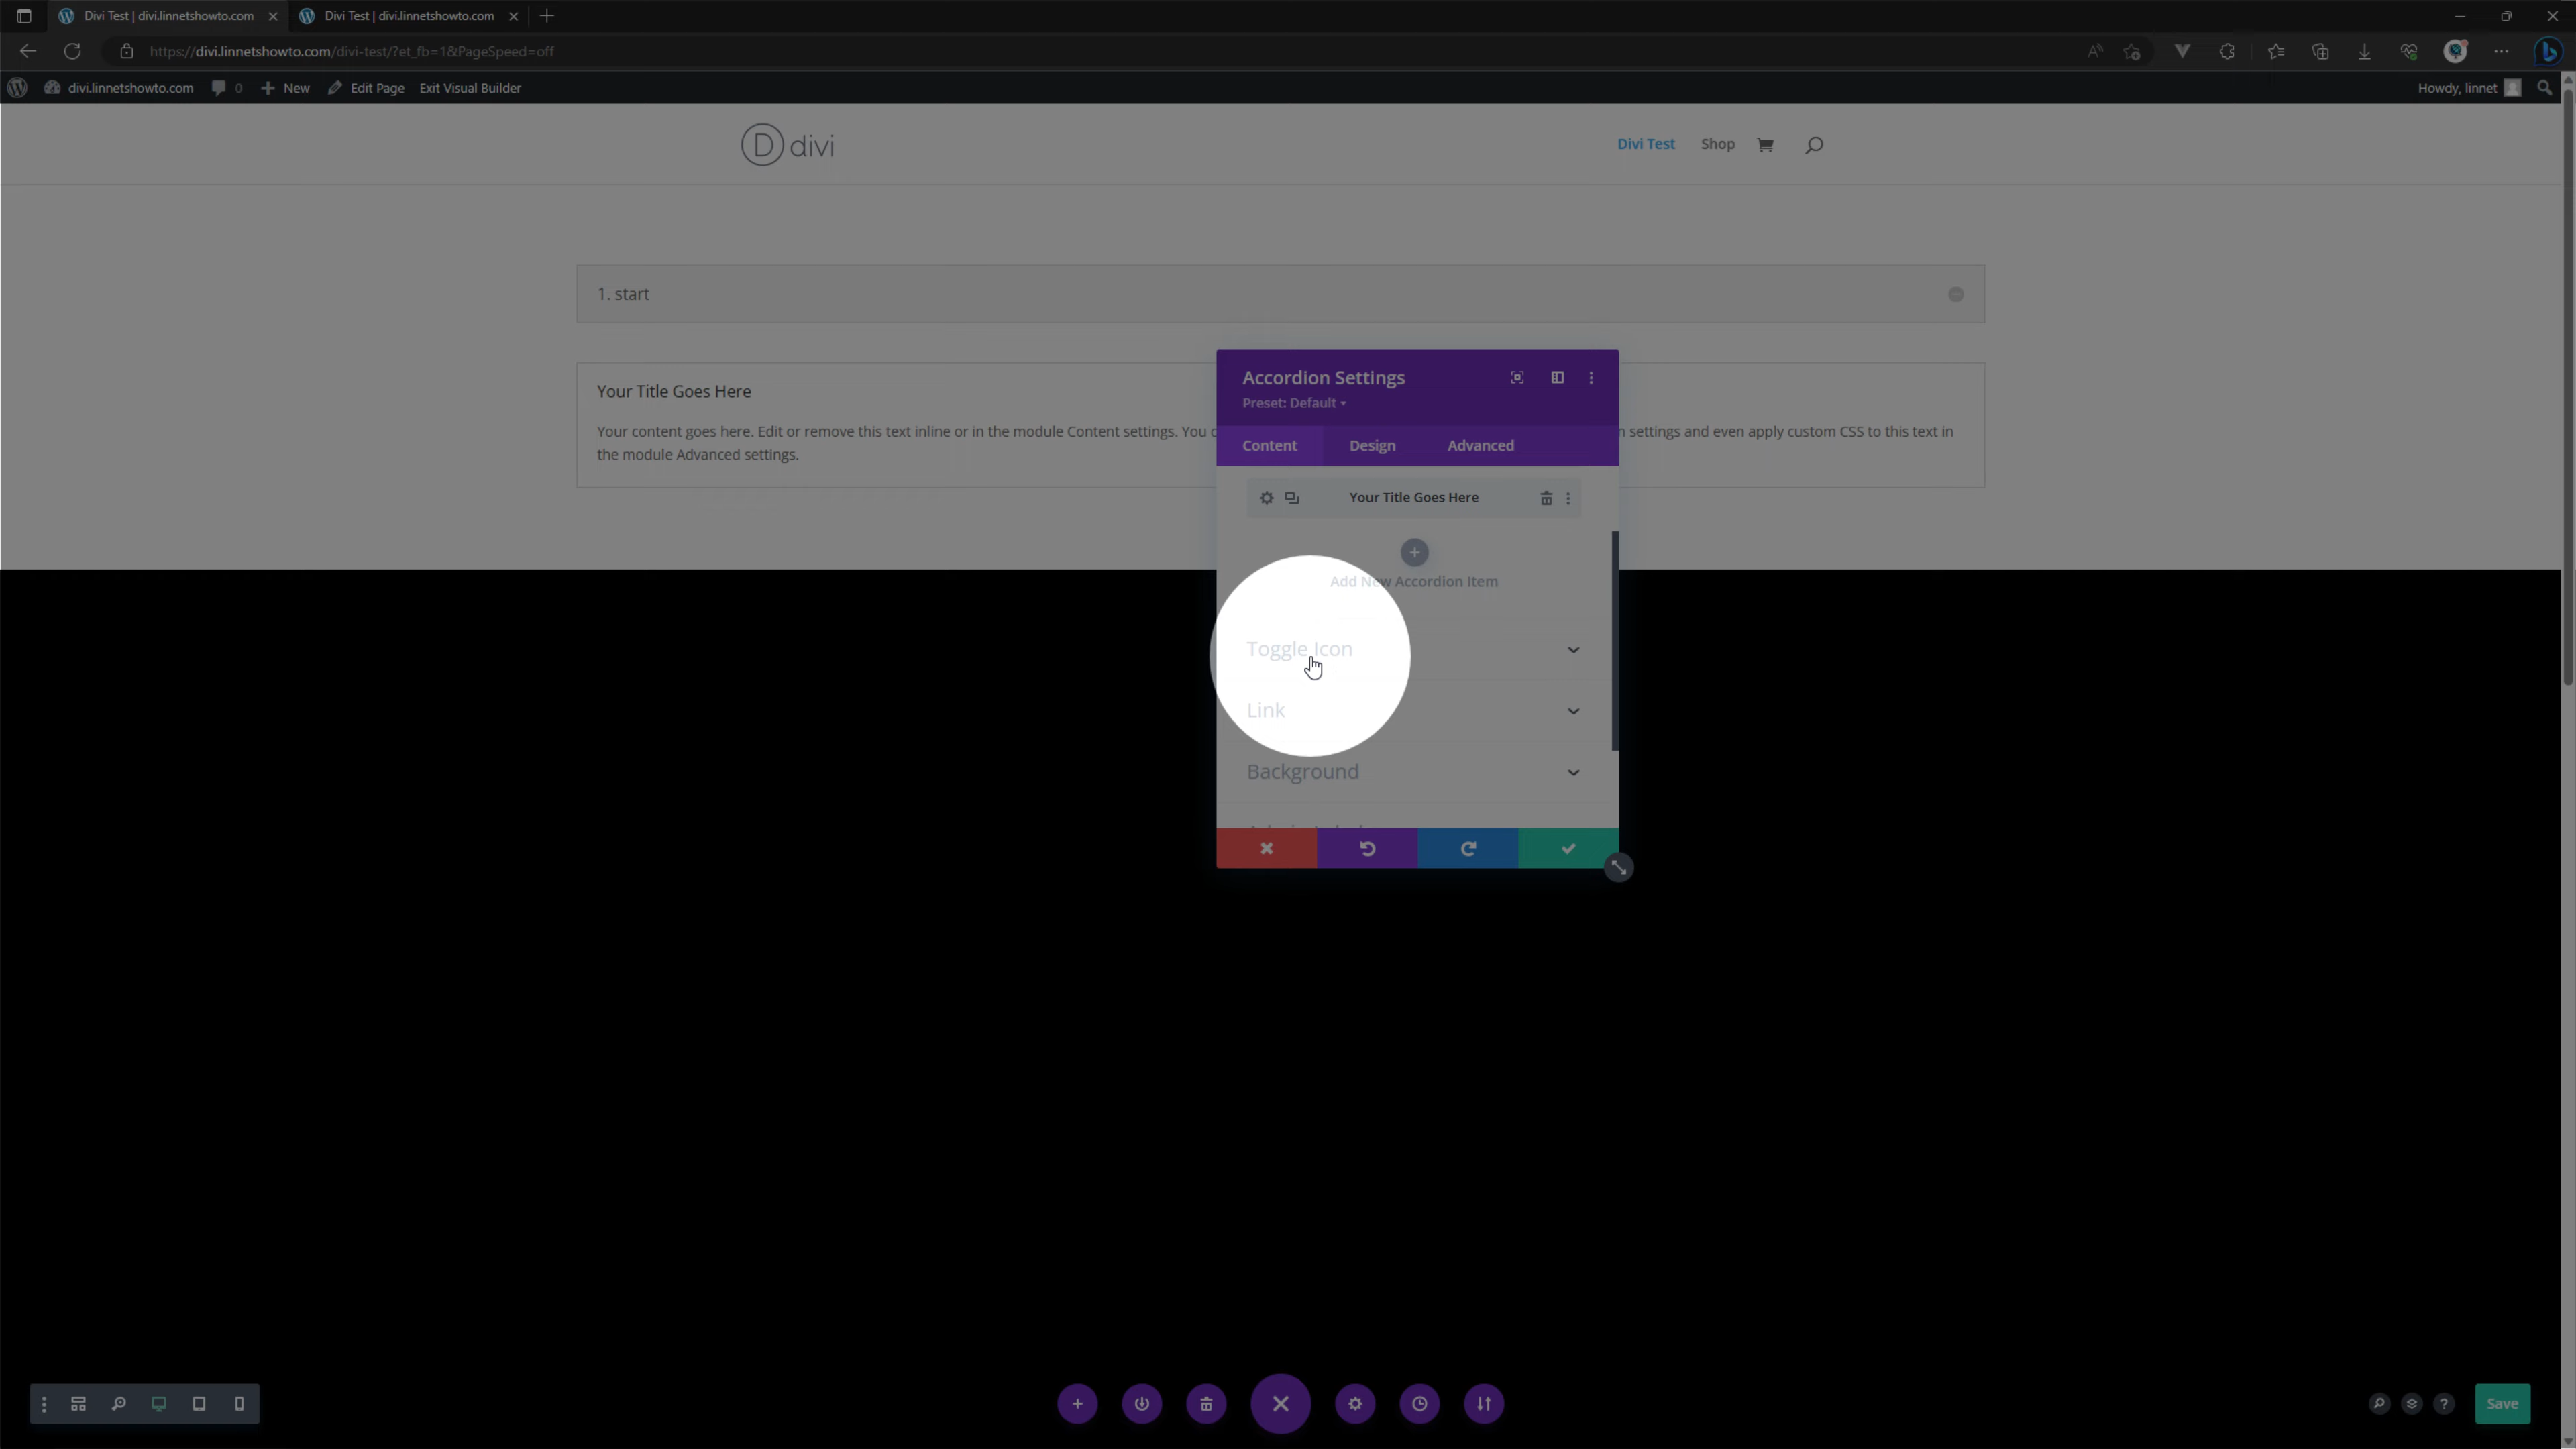 Divi Test | divi.linnetshowto.com
Divi Test | divi.linnetshowto.com
https://divi.linnetshowto.com/divi-test/?et_fb=1&PageSpeed=off
divi.linnetshowto.com 0 New Edit Page Exit Visual Builder Howdy, linnet
D divi Divi Test Shop
1. start
Your Title Goes Here
Your content goes here. Edit or remove this text inline or in the module Content settings. You
settings and even apply custom CSS to this text in
the module Advanced settings.
Accordion Settings
Preset: Default
Content Design Advanced
Your Title Goes Here
Add New Accordion Item
Toggle Icon
Link
Background
Save